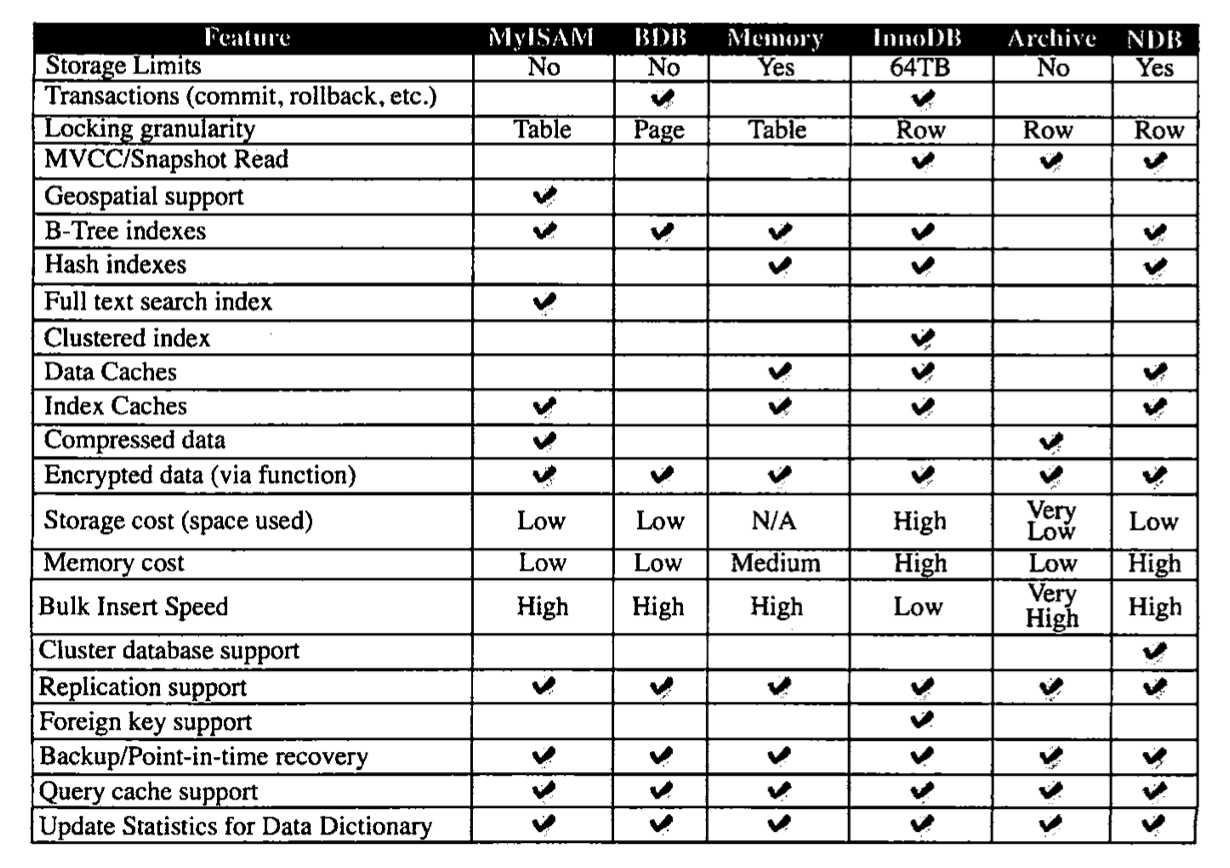 Feature MyISAM BDB Memory InnoDB Archive NDB
Storage Limits No No Yes 64TB No Yes
Transactions (commit, rollback, etc.) ✔ ✔
Locking granularity Table Page Table Row Row Row
MVCC/Snapshot Read ✔ ✔ ✔
Geospatial support ✔
B-Tree indexes ✔ ✔ ✔ ✔ ✔
Hash indexes ✔ ✔ ✔
Full text search index ✔
Clustered index ✔
Data Caches ✔ ✔ ✔
Index Caches ✔ ✔ ✔ ✔
Compressed data ✔ ✔
Encrypted data (via function) ✔ ✔ ✔ ✔ ✔ ✔
Storage cost (space used) Low Low N/A High Very Low Low
Memory cost Low Low Medium High Low High
Bulk Insert Speed High High High Low Very High High
Cluster database support ✔
Replication support ✔ ✔ ✔ ✔ ✔ ✔
Foreign key support ✔
Backup/Point-in-time recovery ✔ ✔ ✔ ✔ ✔ ✔
Query cache support ✔ ✔ ✔ ✔ ✔ ✔
Update Statistics for Data Dictionary ✔ ✔ ✔ ✔ ✔ ✔